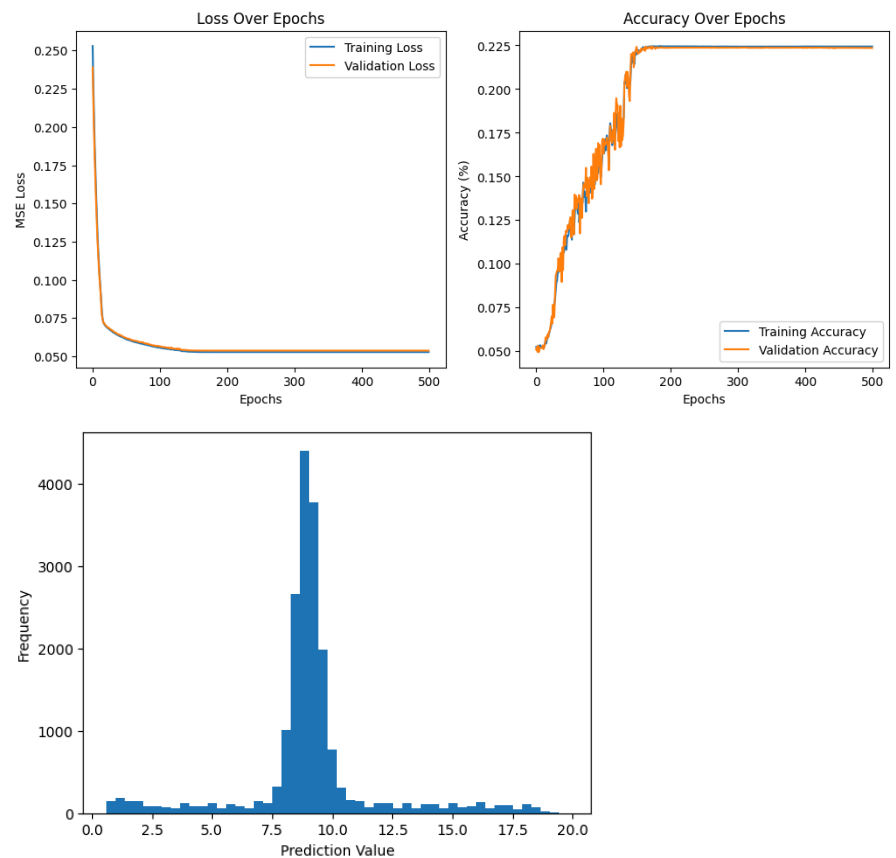 Loss Over Epochs
0.250
0.225
0.200
0.175
0.150
0.125
0.100
0.075
0.050
MSE Loss
Training Loss
Validation Loss
0 100 200 300 400 500
Epochs
Accuracy Over Epochs
0.225
0.200
0.175
0.150
0.125
0.100
0.075
0.050
Accuracy (%)
Training Accuracy
Validation Accuracy
0 100 200 300 400 500
Epochs
4000
3000
2000
1000
0
Frequency
0.0 2.5 5.0 7.5 10.0 12.5 15.0 17.5 20.0
Prediction Value